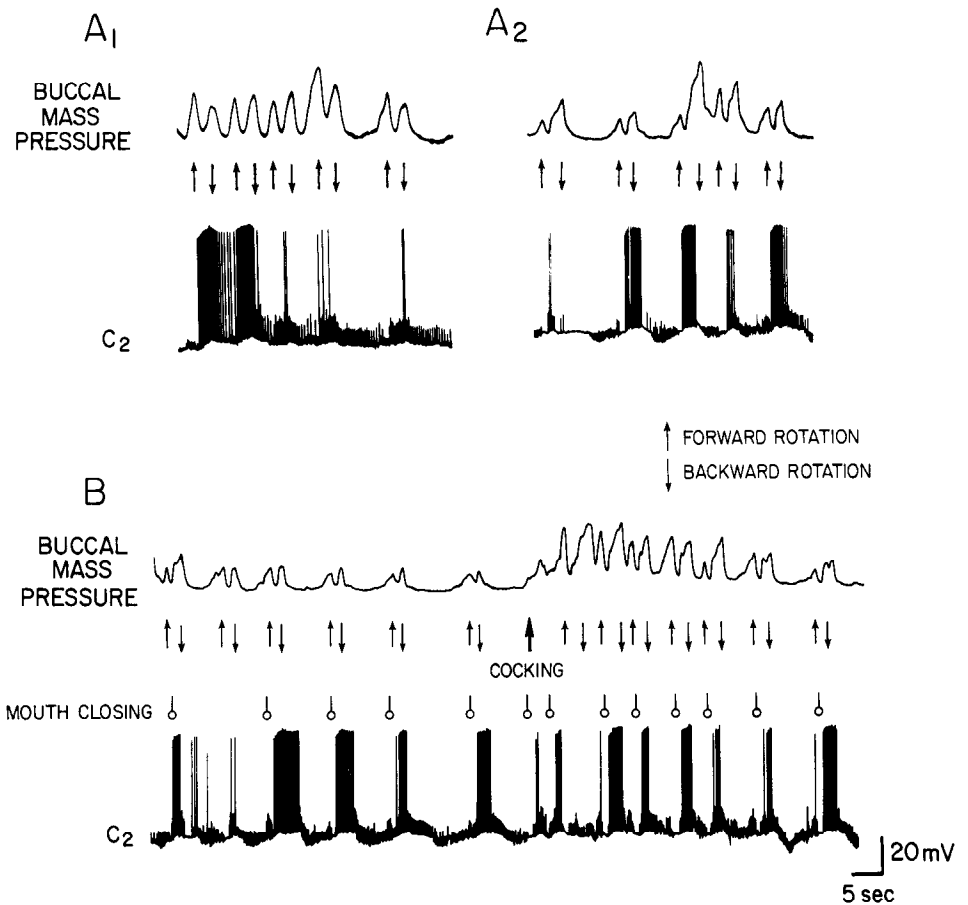 A1
A2
BUCCAL
MASS
PRESSURE
C2
FORWARD ROTATION
BACKWARD ROTATION
B
BUCCAL
MASS
PRESSURE
COCKING
MOUTH CLOSING
C2
20mV
5 sec